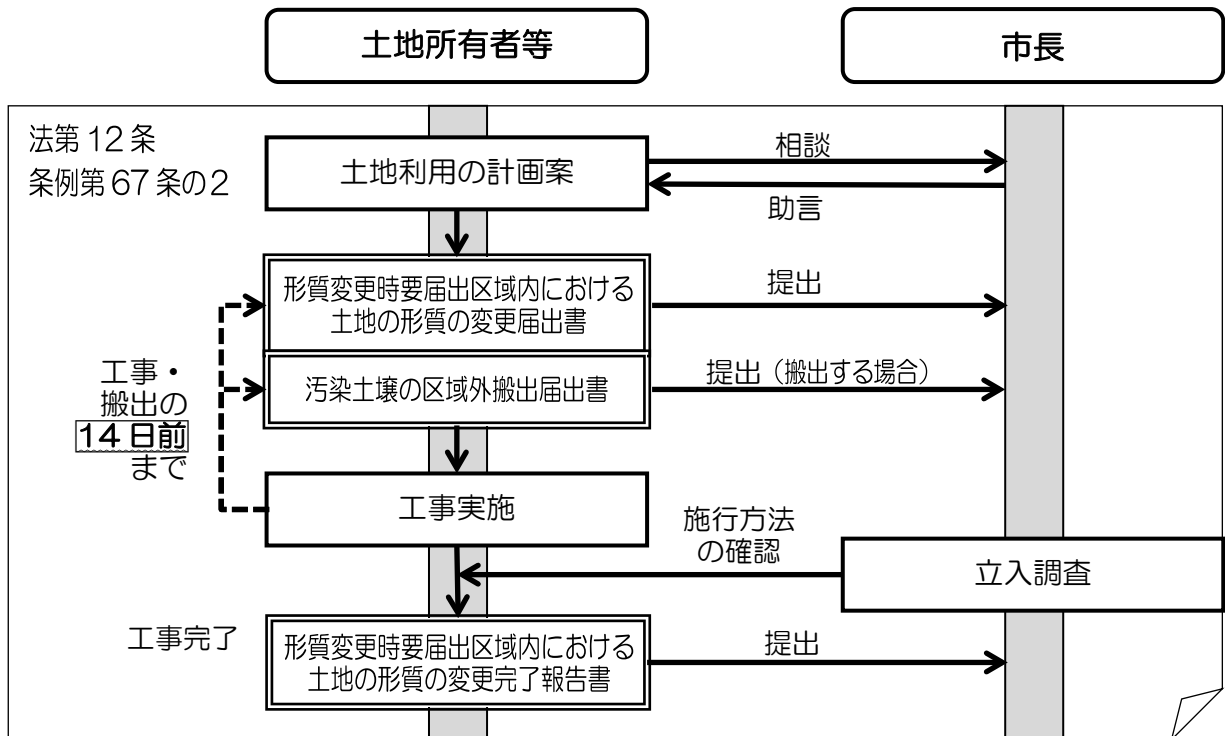 土地所有者等
市長
法第12条
条例第67条の2
土地利用の計画案
相談
助言
形質変更時要届出区域内における
土地の形質の変更届出書
提出
汚染土壌の区域外搬出届出書
提出（搬出する場合）
工事・
搬出の
14日前
まで
工事実施
施行方法
の確認
立入調査
工事完了
形質変更時要届出区域内における
土地の形質の変更完了報告書
提出